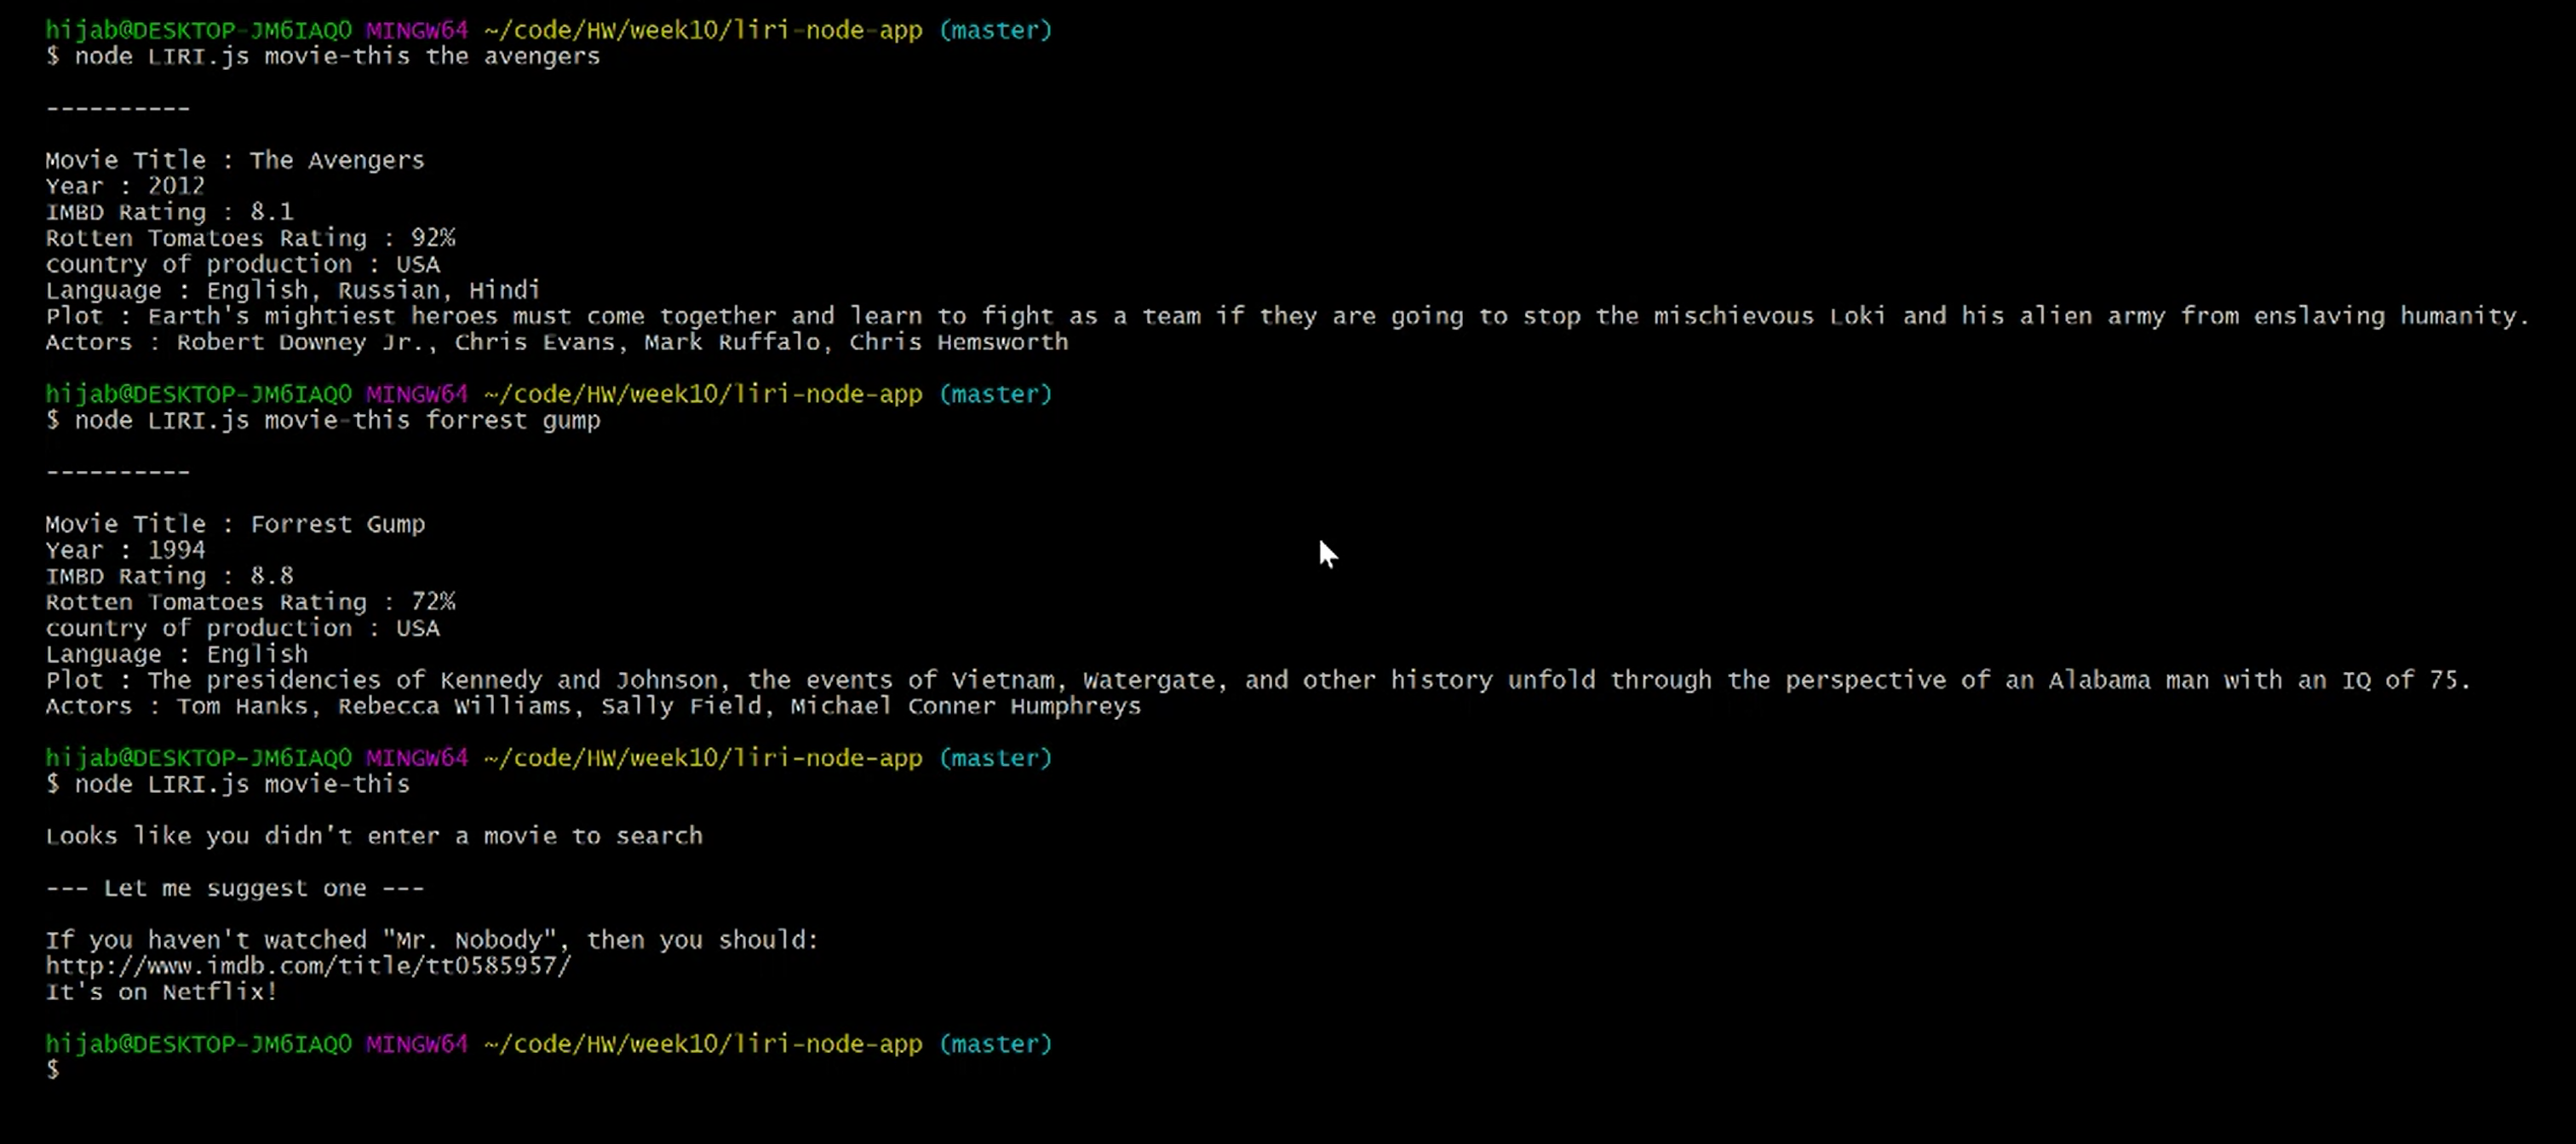 hijab@DESKTOP-JM6IAQ0 MINGW64 ~/code/HW/week10/liri-node-app (master)
$ node LIRI.js movie-this the avengers
----------
Movie Title : The Avengers
Year : 2012
IMBD Rating : 8.1
Rotten Tomatoes Rating : 92%
country of production : USA
Language : English, Russian, Hindi
Plot : Earth's mightiest heroes must come together and learn to fight as a team if they are going to stop the mischievous Loki and his alien army from enslaving humanity.
Actors : Robert Downey Jr., Chris Evans, Mark Ruffalo, Chris Hemsworth
hijab@DESKTOP-JM6IAQ0 MINGW64 ~/code/HW/week10/liri-node-app (master)
$ node LIRI.js movie-this forrest gump
----------
Movie Title : Forrest Gump
Year : 1994
IMBD Rating : 8.8
Rotten Tomatoes Rating : 72%
country of production : USA
Language : English
Plot : The presidencies of Kennedy and Johnson, the events of Vietnam, Watergate, and other history unfold through the perspective of an Alabama man with an IQ of 75.
Actors : Tom Hanks, Rebecca Williams, Sally Field, Michael Conner Humphreys
hijab@DESKTOP-JM6IAQ0 MINGW64 ~/code/HW/week10/liri-node-app (master)
$ node LIRI.js movie-this
Looks like you didn't enter a movie to search
--- Let me suggest one ---
If you haven't watched "Mr. Nobody", then you should:
http://www.imdb.com/title/tt0585957/
It's on Netflix!
hijab@DESKTOP-JM6IAQ0 MINGW64 ~/code/HW/week10/liri-node-app (master)
$